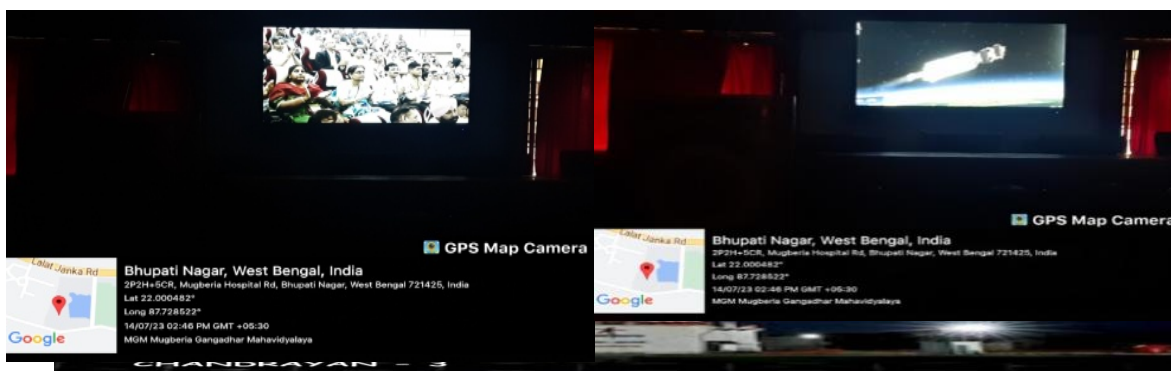 GPS Map Camera
Lalat Janka Rd
Google
Bhupati Nagar, West Bengal, India
2P2H+5CR, Mugberia Hospital Rd, Bhupati Nagar, West Bengal 721425, India
Lat 22.000482°
Long 87.728522°
14/07/23 02:46 PM GMT +05:30
MGM Mugberia Gangadhar Mahavidyalaya
GPS Map Camera
Lalat Janka Rd
Google
Bhupati Nagar, West Bengal, India
2P2H+5CR, Mugberia Hospital Rd, Bhupati Nagar, West Bengal 721425, India
Lat 22.000482°
Long 87.728522°
14/07/23 02:46 PM GMT +05:30
MGM Mugberia Gangadhar Mahavidyalaya
CHANDRAYAN - 3